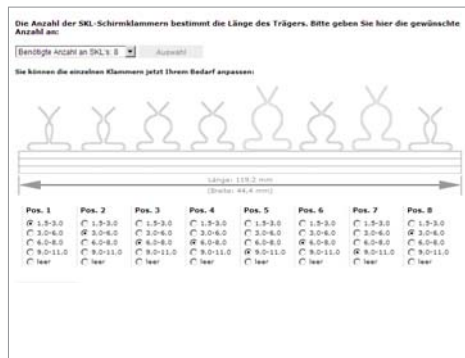 Die Anzahl der SKL-Schirmklammern bestimmt die Länge des Trägers. Bitte geben Sie hier die gewünschte
Anzahl an:
Benötigte Anzahl an SKL's: 8 Auswahl
Sie können die einzelnen Klammern jetzt Ihrem Bedarf anpassen:
Länge: 119,2 mm
(Breite: 44,4 mm)
Pos. 1 Pos. 2 Pos. 3 Pos. 4 Pos. 5 Pos. 6 Pos. 7 Pos. 8
1.5-3.0 1.5-3.0 1.5-3.0 1.5-3.0 1.5-3.0 1.5-3.0 1.5-3.0 1.5-3.0
3.0-6.0 3.0-6.0 3.0-6.0 3.0-6.0 3.0-6.0 3.0-6.0 3.0-6.0 3.0-6.0
6.0-8.0 6.0-8.0 6.0-8.0 6.0-8.0 6.0-8.0 6.0-8.0 6.0-8.0 6.0-8.0
9.0-11.0 9.0-11.0 9.0-11.0 9.0-11.0 9.0-11.0 9.0-11.0 9.0-11.0 9.0-11.0
leer leer leer leer leer leer leer leer